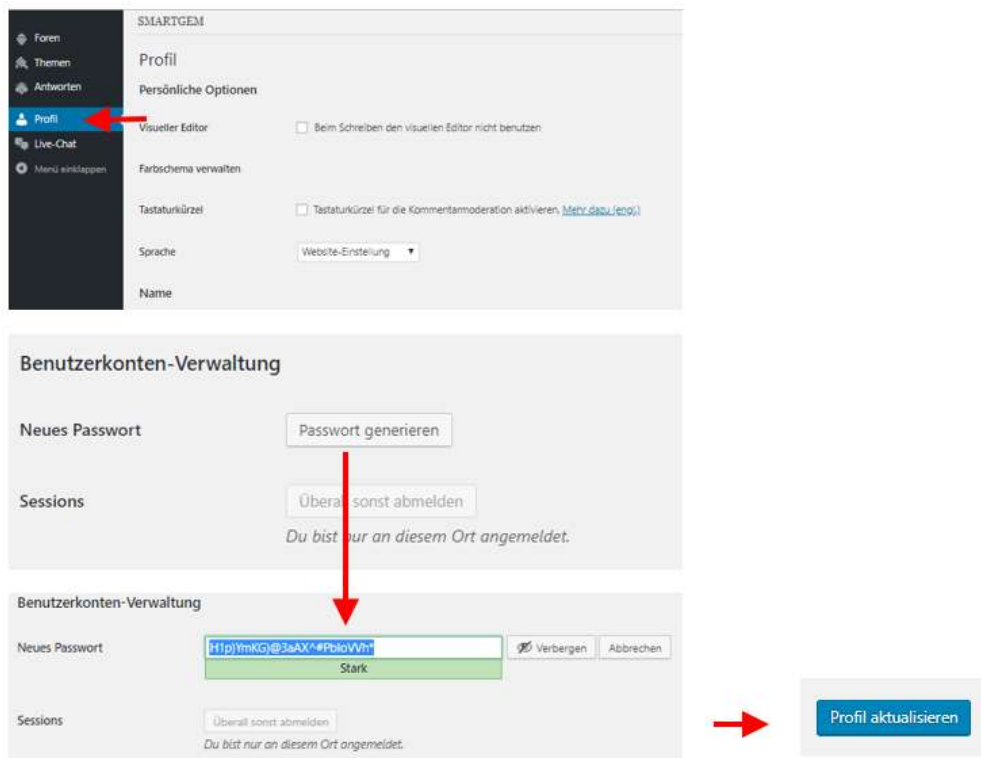 SMARTGEM
Foren
Themen
Antworten
Profil
Live-Chat
Menü einklappen
Profil
Persönliche Optionen
Visueller Editor
Beim Schreiben den visuellen Editor nicht benutzen
Farbschema verwalten
Tastaturkürzel
Tastaturkürzel für die Kommentarmoderation aktivieren. Mehr dazu (engl.)
Sprache
Website-Einstellung
Name
Benutzerkonten-Verwaltung
Neues Passwort
Passwort generieren
Sessions
Überall sonst abmelden
Du bist nur an diesem Ort angemeldet.
Benutzerkonten-Verwaltung
Neues Passwort
H1p)YmKG)@3aAX^#PbIoVVh*
Verbergen
Abbrechen
Stark
Sessions
Überall sonst abmelden
Du bist nur an diesem Ort angemeldet.
Profil aktualisieren